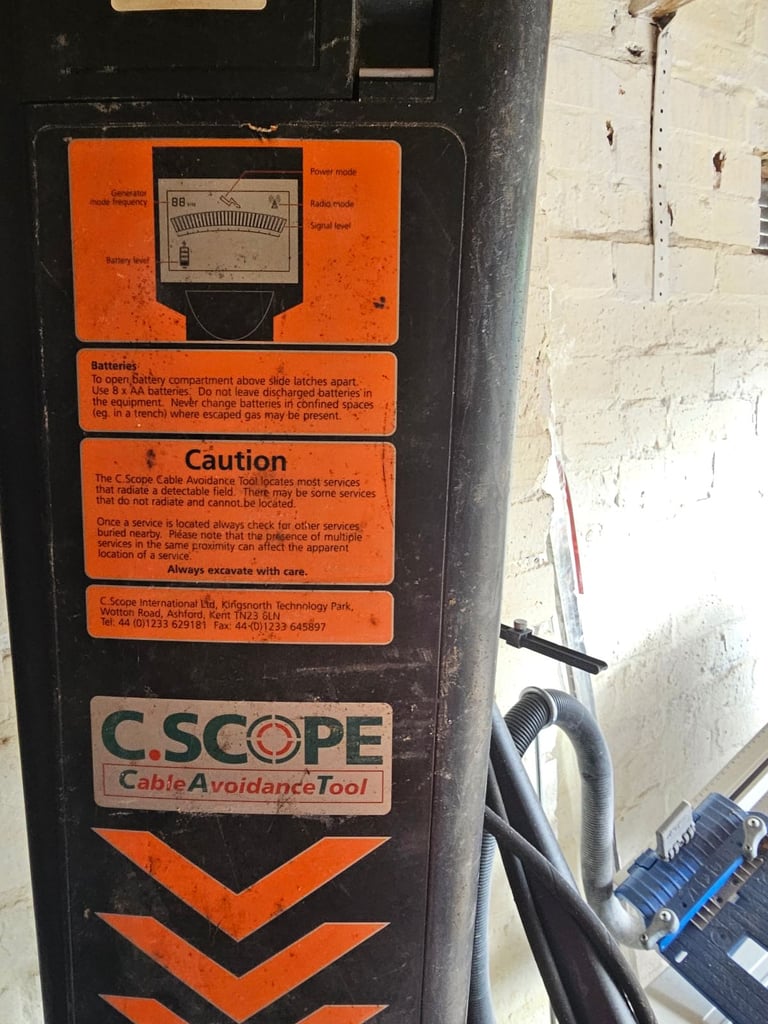 Power mode
Generator
mode frequency
88 kHz
Radio mode
Signal level
Battery level
Batteries
To open battery compartment above slide latches apart.
Use 8 x AA batteries. Do not leave discharged batteries in
the equipment. Never change batteries in confined spaces
(eg. in a trench) where escaped gas may be present.
Caution
The C.Scope Cable Avoidance Tool locates most services
that radiate a detectable field. There may be some services
that do not radiate and cannot be located.
Once a service is located always check for other services
buried nearby. Please note that the presence of multiple
services in the same proximity can affect the apparent
location of a service.
Always excavate with care.
C.Scope International Ltd, Kingsnorth Technology Park,
Wotton Road, Ashford, Kent TN23 6LN
Tel: 44 (0)1233 629181 Fax: 44 (0)1233 645897
C.SCOPE
CableAvoidanceTool